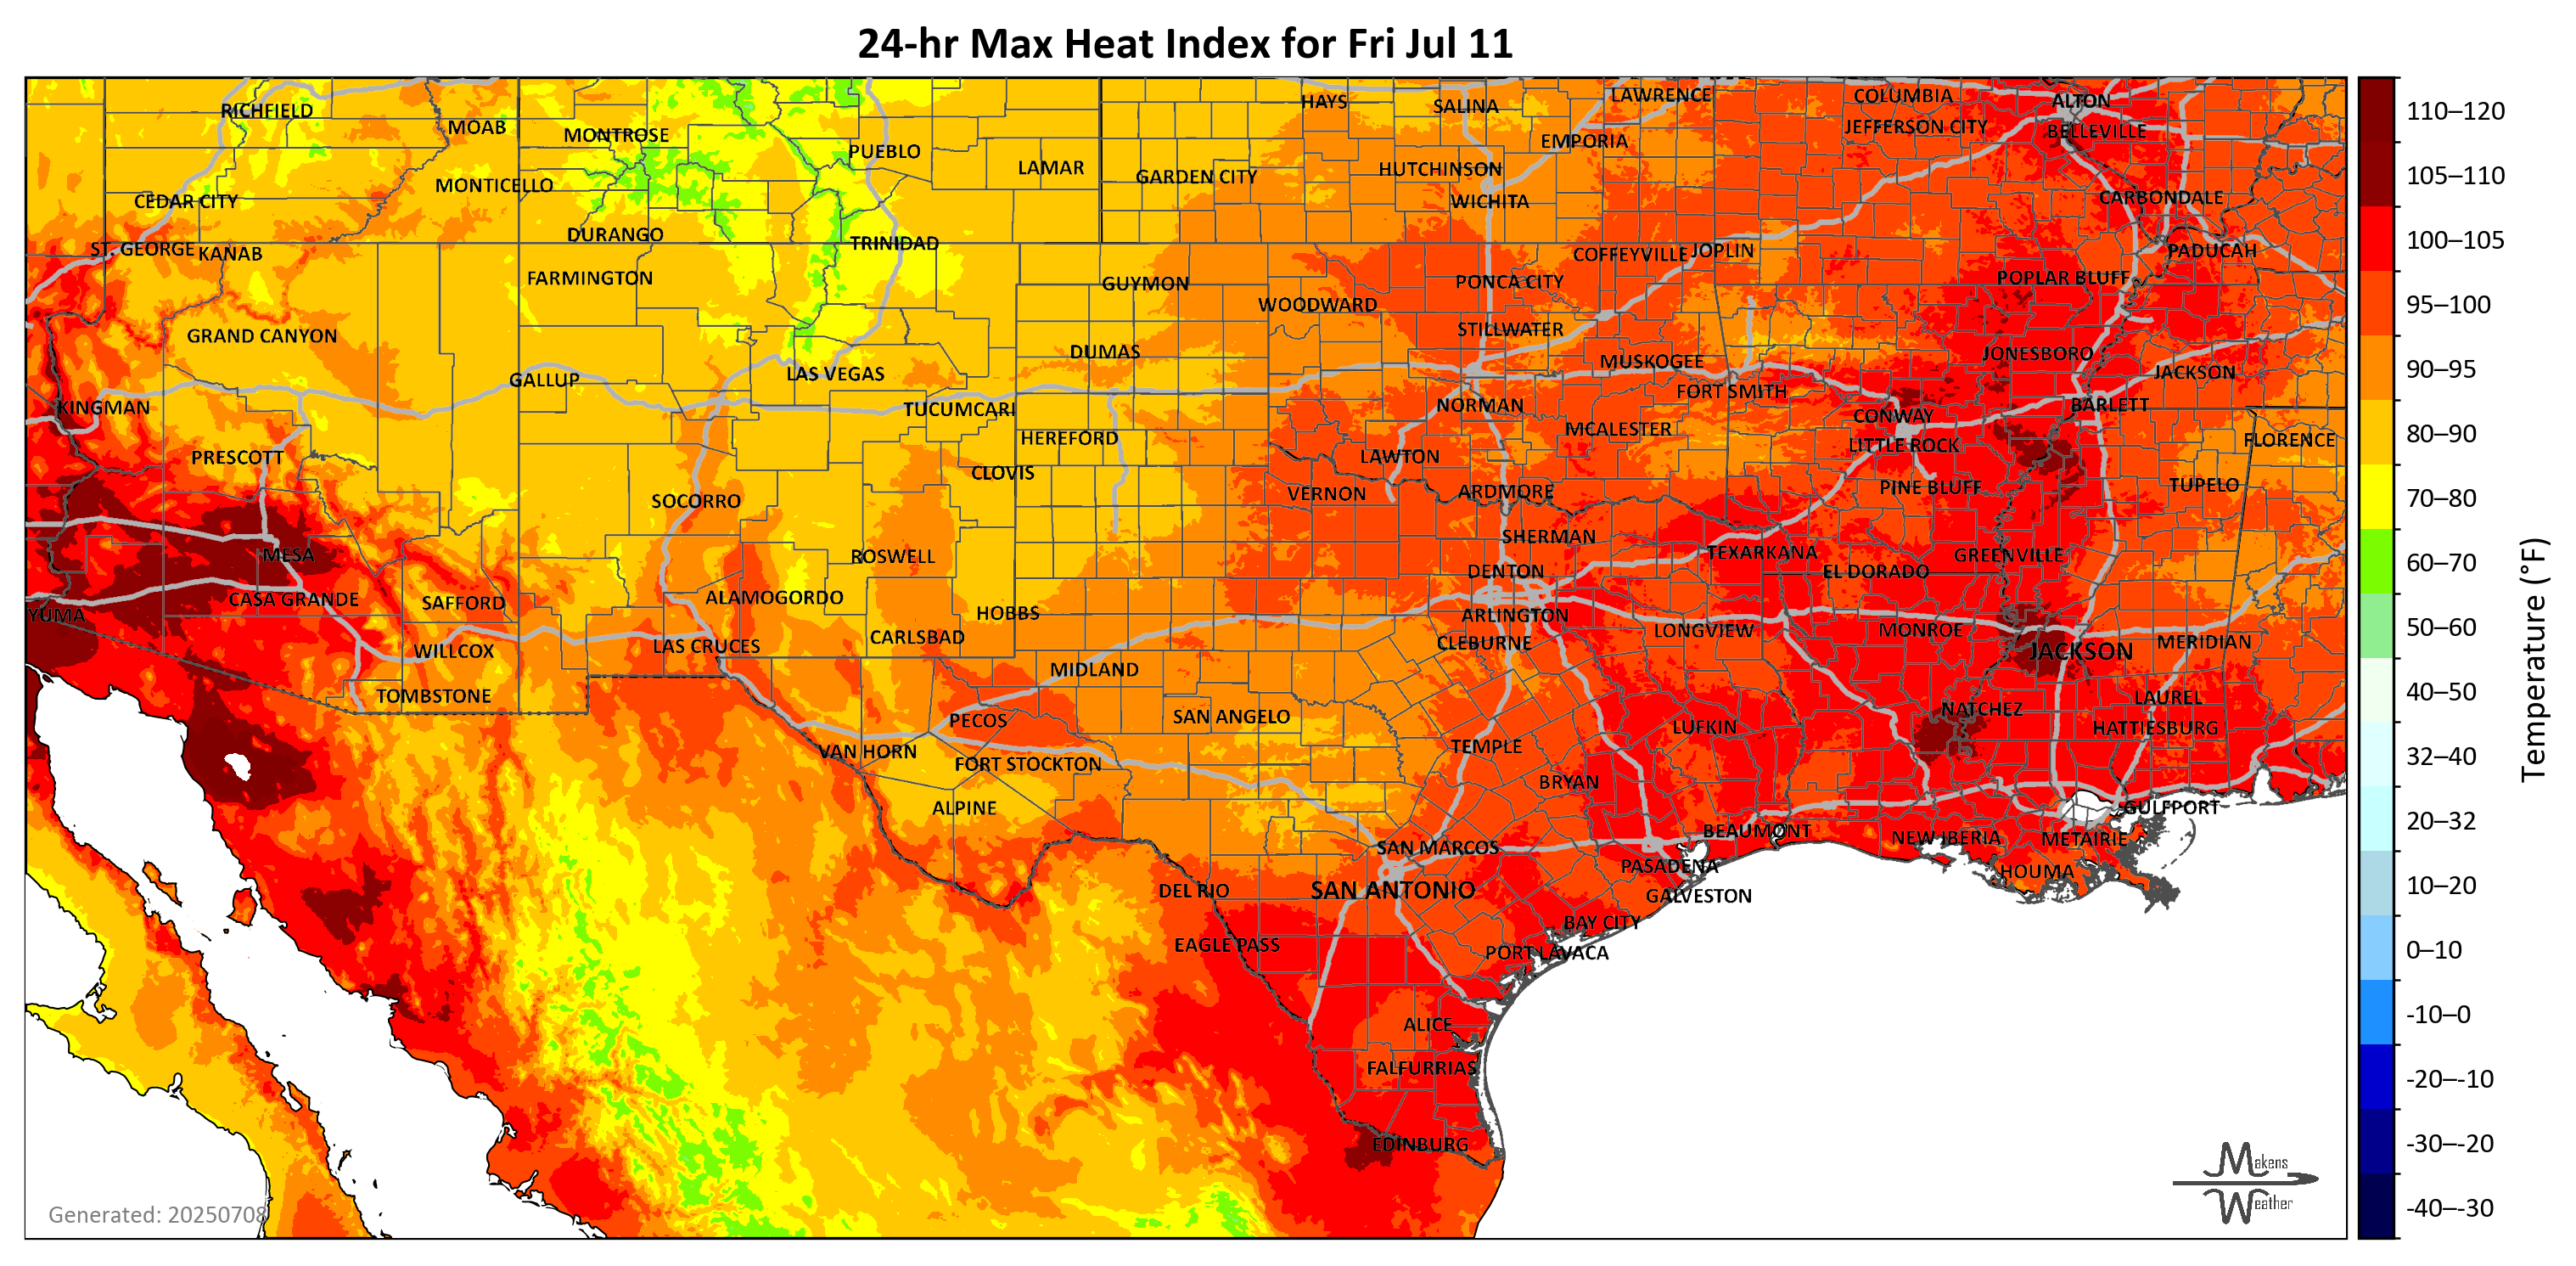 24-hr Max Heat Index for Fri Jul 11
RICHFIELD
MOAB
MONTROSE
PUEBLO
LAMAR
HAYS
SALINA
LAWRENCE
COLUMBIA
ALTON
EMPORIA
JEFFERSON CITY
BELLEVILLE
CEDAR CITY
MONTICELLO
GARDEN CITY
HUTCHINSON
WICHITA
CARBONDALE
ST. GEORGE
KANAB
DURANGO
TRINIDAD
COFFEYVILLE
JOPLIN
PADUCAH
FARMINGTON
GUYMON
WOODWARD
PONCA CITY
POPLAR BLUFF
GRAND CANYON
DUMAS
STILLWATER
MUSKOGEE
JONESBORO
GALLUP
LAS VEGAS
FORT SMITH
JACKSON
KINGMAN
TUCUMCARI
NORMAN
CONWAY
BARLETT
PRESCOTT
HEREFORD
CLOVIS
LAWTON
MCALESTER
LITTLE ROCK
FLORENCE
SOCORRO
VERNON
ARDMORE
PINE BLUFF
TUPELO
MESA
ROSWELL
SHERMAN
TEXARKANA
GREENVILLE
DENTON
EL DORADO
CASA GRANDE
SAFFORD
ALAMOGORDO
HOBBS
YUMA
WILLCOX
LAS CRUCES
CARLSBAD
ARLINGTON
CLEBURNE
LONGVIEW
MONROE
JACKSON
MERIDIAN
TOMBSTONE
MIDLAND
PECOS
SAN ANGELO
LUFKIN
NATCHEZ
LAUREL
HATTIESBURG
VAN HORN
FORT STOCKTON
TEMPLE
BRYAN
ALPINE
GULFPORT
SAN MARCOS
BEAUMONT
NEW IBERIA
METAIRIE
DEL RIO
SAN ANTONIO
PASADENA
GALVESTON
HOUMA
EAGLE PASS
BAY CITY
PORT LAVACA
ALICE
FALFURRIAS
EDINBURG
Generated: 20250708
Makens
Weather
110–120
105–110
100–105
95–100
90–95
80–90
70–80
60–70
50–60
40–50
32–40
20–32
10–20
0–10
-10–0
-20–-10
-30–-20
-40–-30
Temperature (°F)